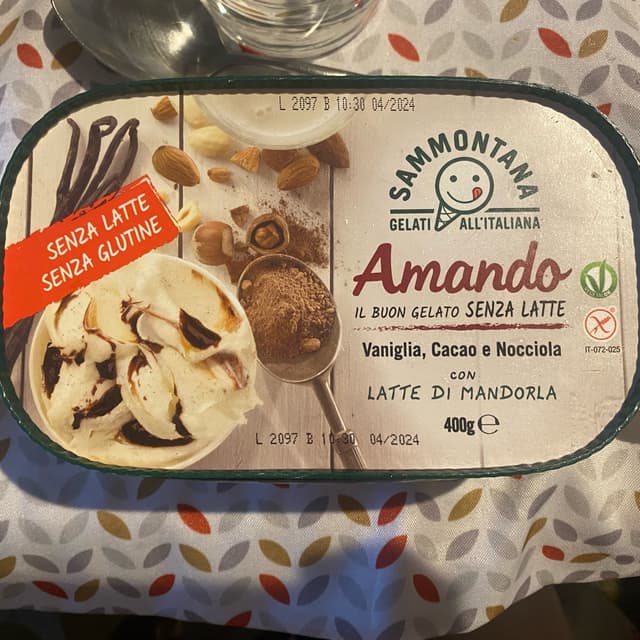 L 2097 B 10:30 04/2024
SENZA LATTE
SENZA GLUTINE
SAMMONTANA
GELATI ALL'ITALIANA
Amando
IL BUON GELATO SENZA LATTE
Vaniglia, Cacao e Nocciola
CON
LATTE DI MANDORLA
400g e
IT-072-025
L 2097 B 10:30 04/2024